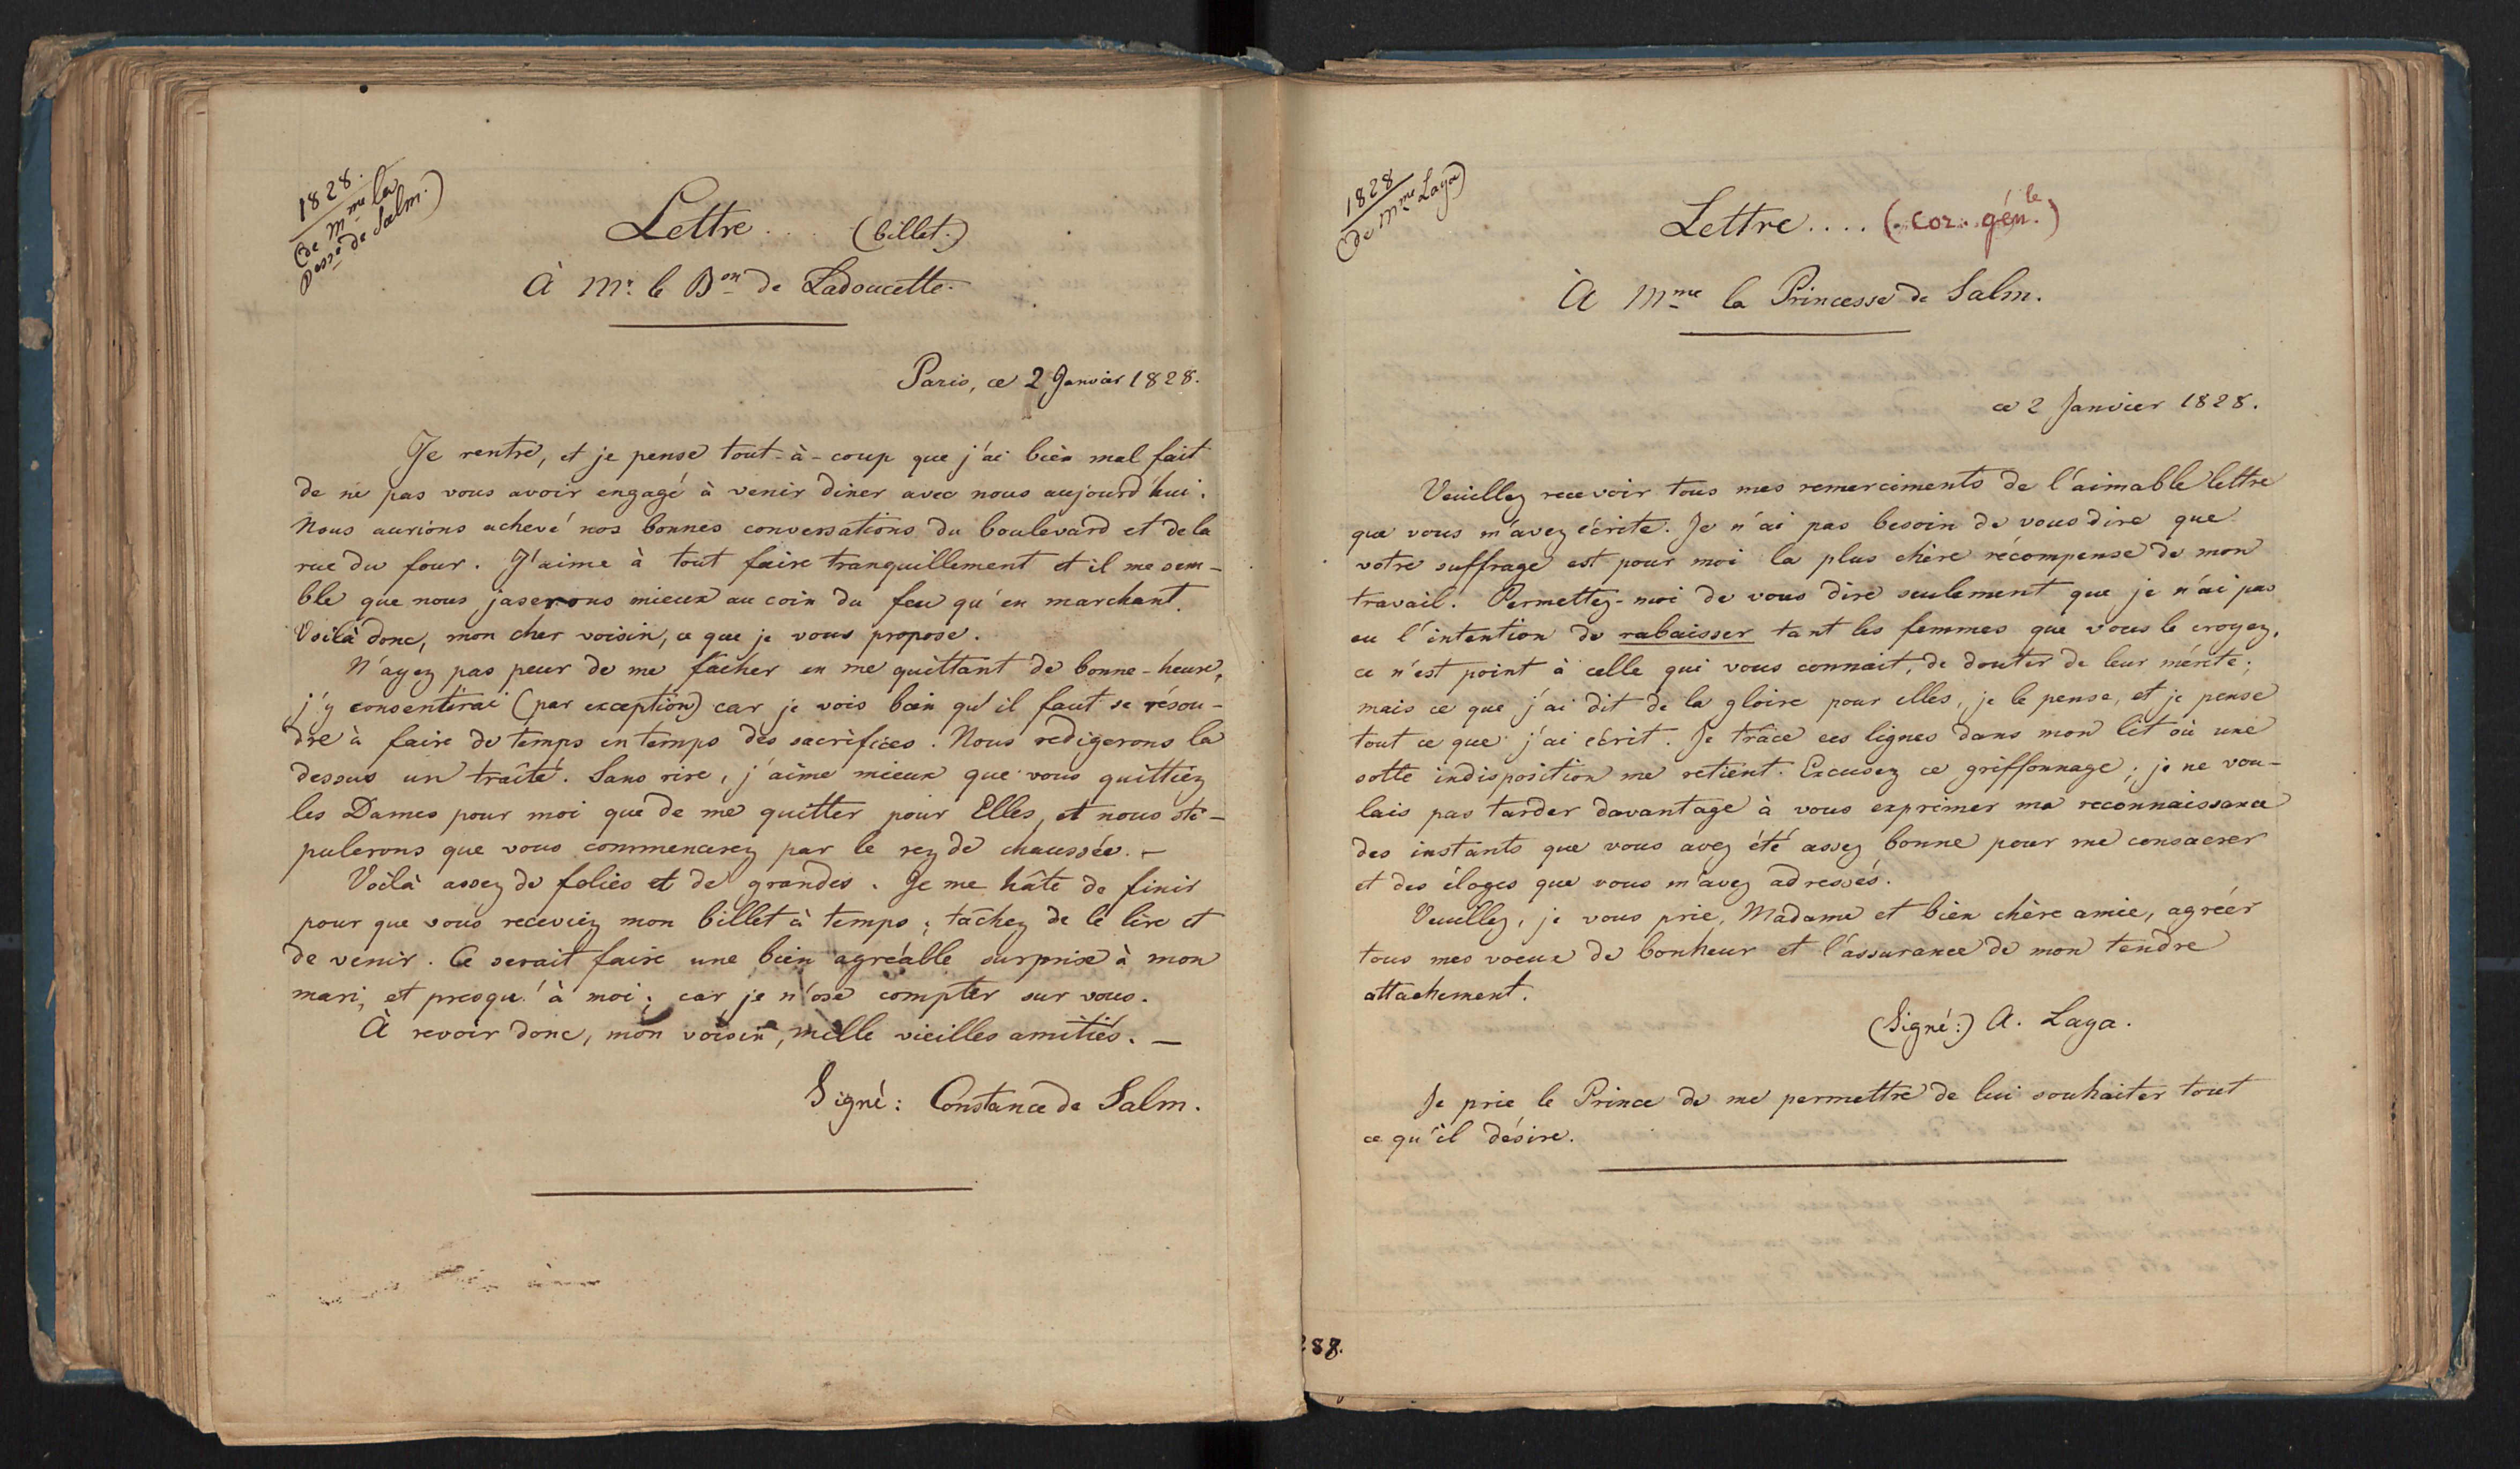 1828.
(de Mme la
Pesse de Salm.)
Lettre . . . (billet.)
À Mr. le Bon de Ladoucette.
Paris, ce 2 Janvier 1828.
Je rentre, et je pense tout-à-coup que j'ai bien mal fait
de ne pas vous avoir engagé à venir diner avec nous aujourd'hui.
Nous aurions achevé nos bonnes conversations du boulevard et de la
rue du four. J'aime à tout faire tranquillement et il me sem-
ble que nous jaserons mieux au coin du feu qu'en marchant.
Voilà donc, mon cher voisin, ce que je vous propose.
N'ayez pas peur de me facher en me quittant de bonne-heure,
j'y consentirai (par exception) car je vois bien qu'il faut se résou-
dre à faire de temps en temps des sacrifices. Nous redigerons la
dessus un traîté. Sans rire, j'aime mieux que vous quittiez
les Dames pour moi que de me quitter pour Elles, et nous sti-
pulerons que vous commencerez par le rez de chaussée. —
Voilà assez de folies et de grandes. Je me hâte de finir
pour que vous receviez mon billet à temps; tâchez de le lire et
de venir. Ce serait faire une bien agréable surprise à mon
mari, et presqu'à moi; car je n'ose compter sur vous.
À revoir donc, mon voisin, mille vieilles amitiés. —
Signé: Constance de Salm.
1828
(de Mme Laya)
Lettre.... (cor. génle.)
À Mme la Princesse de Salm.
ce 2 Janvier 1828.
Veuillez recevoir tous mes remerciments de l'aimable lettre
que vous m'avez écrite. Je n'ai pas besoin de vous dire que
votre suffrage est pour moi la plus chère récompense de mon
travail. Permettez-moi de vous dire seulement que je n'ai pas
eu l'intention de rabaisser tant les femmes que vous le croyez,
ce n'est point à celle qui vous connait, de douter de leur mérite;
mais ce que j'ai dit de la gloire pour elles, je le pense, et je pense
tout ce que j'ai écrit. Je trace ces lignes dans mon lit où une
sotte indisposition me retient. Excusez ce griffonnage; je ne vou-
lais pas tarder davantage à vous exprimer ma reconnaissance
des instants que vous avez été assez bonne pour me consacrer
et des éloges que vous m'avez adressés.
Veuillez, je vous prie, Madame et bien chère amie, agréer
tous mes voeux de bonheur et l'assurance de mon tendre
attachement.
(Signé:) A. Laya.
Je prie le Prince de me permettre de lui souhaiter tout
ce qu'il désire.